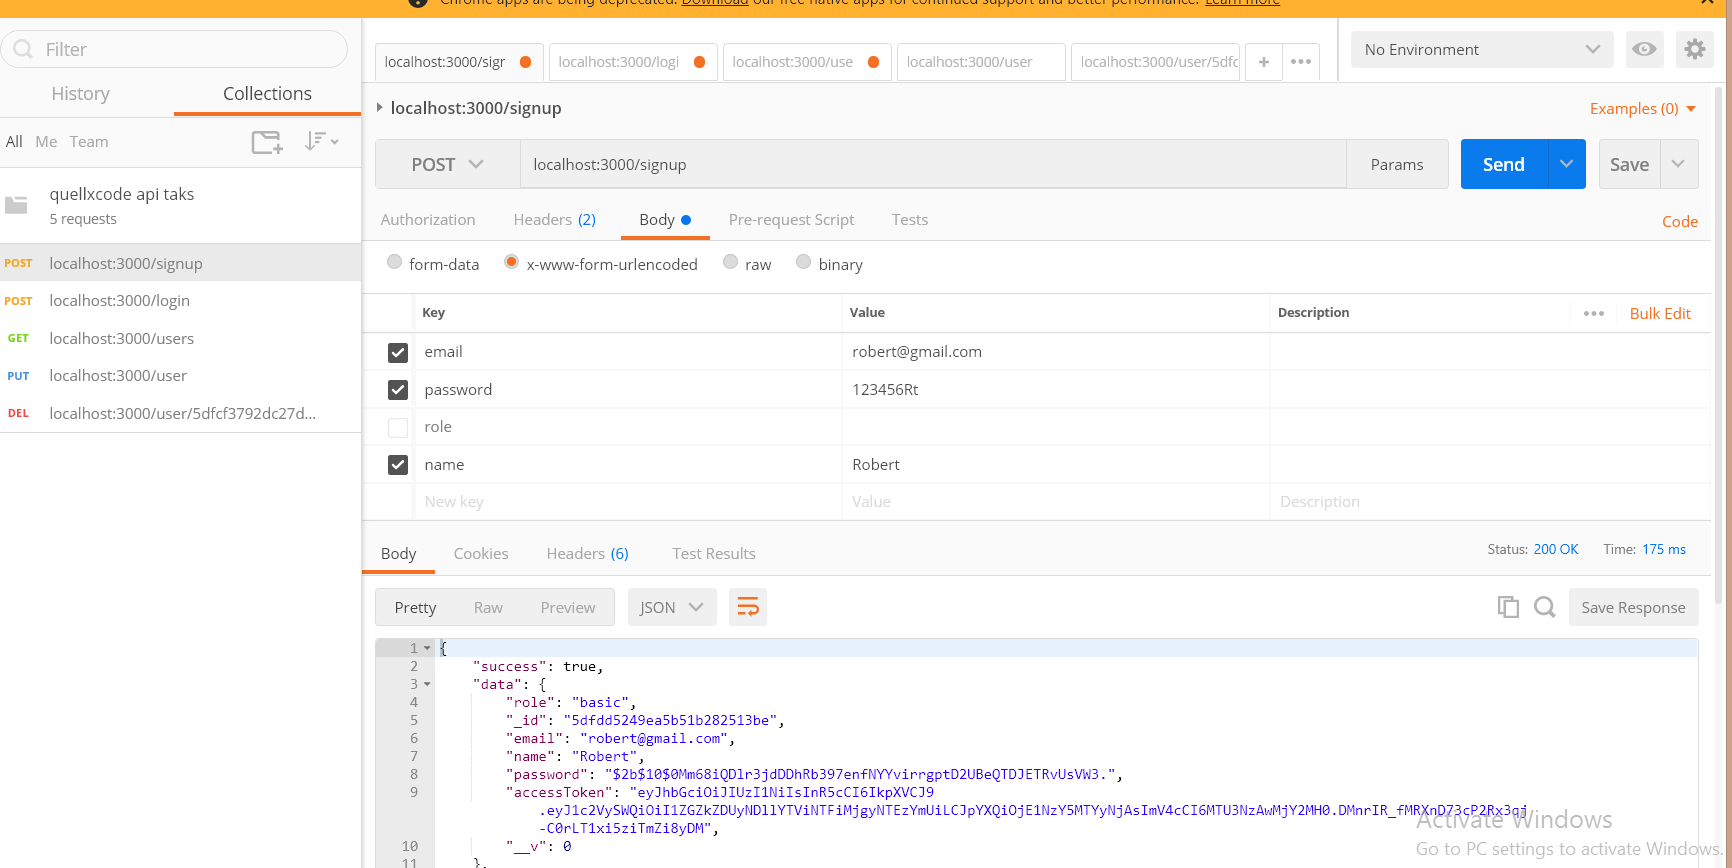 Chrome apps are being deprecated. Download our free native apps for continued support and better performance. Learn more
Filter
History Collections
All Me Team
quellxcode api taks
5 requests
POST localhost:3000/signup
POST localhost:3000/login
GET localhost:3000/users
PUT localhost:3000/user
DEL localhost:3000/user/5dfcf3792dc27d...
localhost:3000/sigr localhost:3000/logi localhost:3000/use localhost:3000/user localhost:3000/user/5dfc + •••
No Environment
localhost:3000/signup Examples (0)
POST localhost:3000/signup Params Send Save
Authorization Headers (2) Body Pre-request Script Tests Code
form-data x-www-form-urlencoded raw binary
Key Value Description ••• Bulk Edit
email robert@gmail.com
password 123456Rt
role
name Robert
New key Value Description
Body Cookies Headers (6) Test Results Status: 200 OK Time: 175 ms
Pretty Raw Preview JSON Save Response
1 {
2 "success": true,
3 "data": {
4 "role": "basic",
5 "_id": "5dfdd5249ea5b51b282513be",
6 "email": "robert@gmail.com",
7 "name": "Robert",
8 "password": "$2b$10$0Mm68iQDlr3jdDDhRb397enfNYYvirrgptD2UBeQTDJETRvUsVW3.",
9 "accessToken": "eyJhbGciOiJIUzI1NiIsInR5cCI6IkpXVCJ9
.eyJ1c2VySWQiOiI1ZGZkZDUyNDllYTViNTFiMjgyNTEzYmUiLCJpYXQiOjE1NzY5MTYyNjAsImV4cCI6MTU3NzAwMjY2MH0.DMnrIR_fMRXnD73cP2Rx3qj
-C0rLT1xi5ziTmZi8yDM",
10 "__v": 0
11 },
Activate Windows
Go to PC settings to activate Windows.